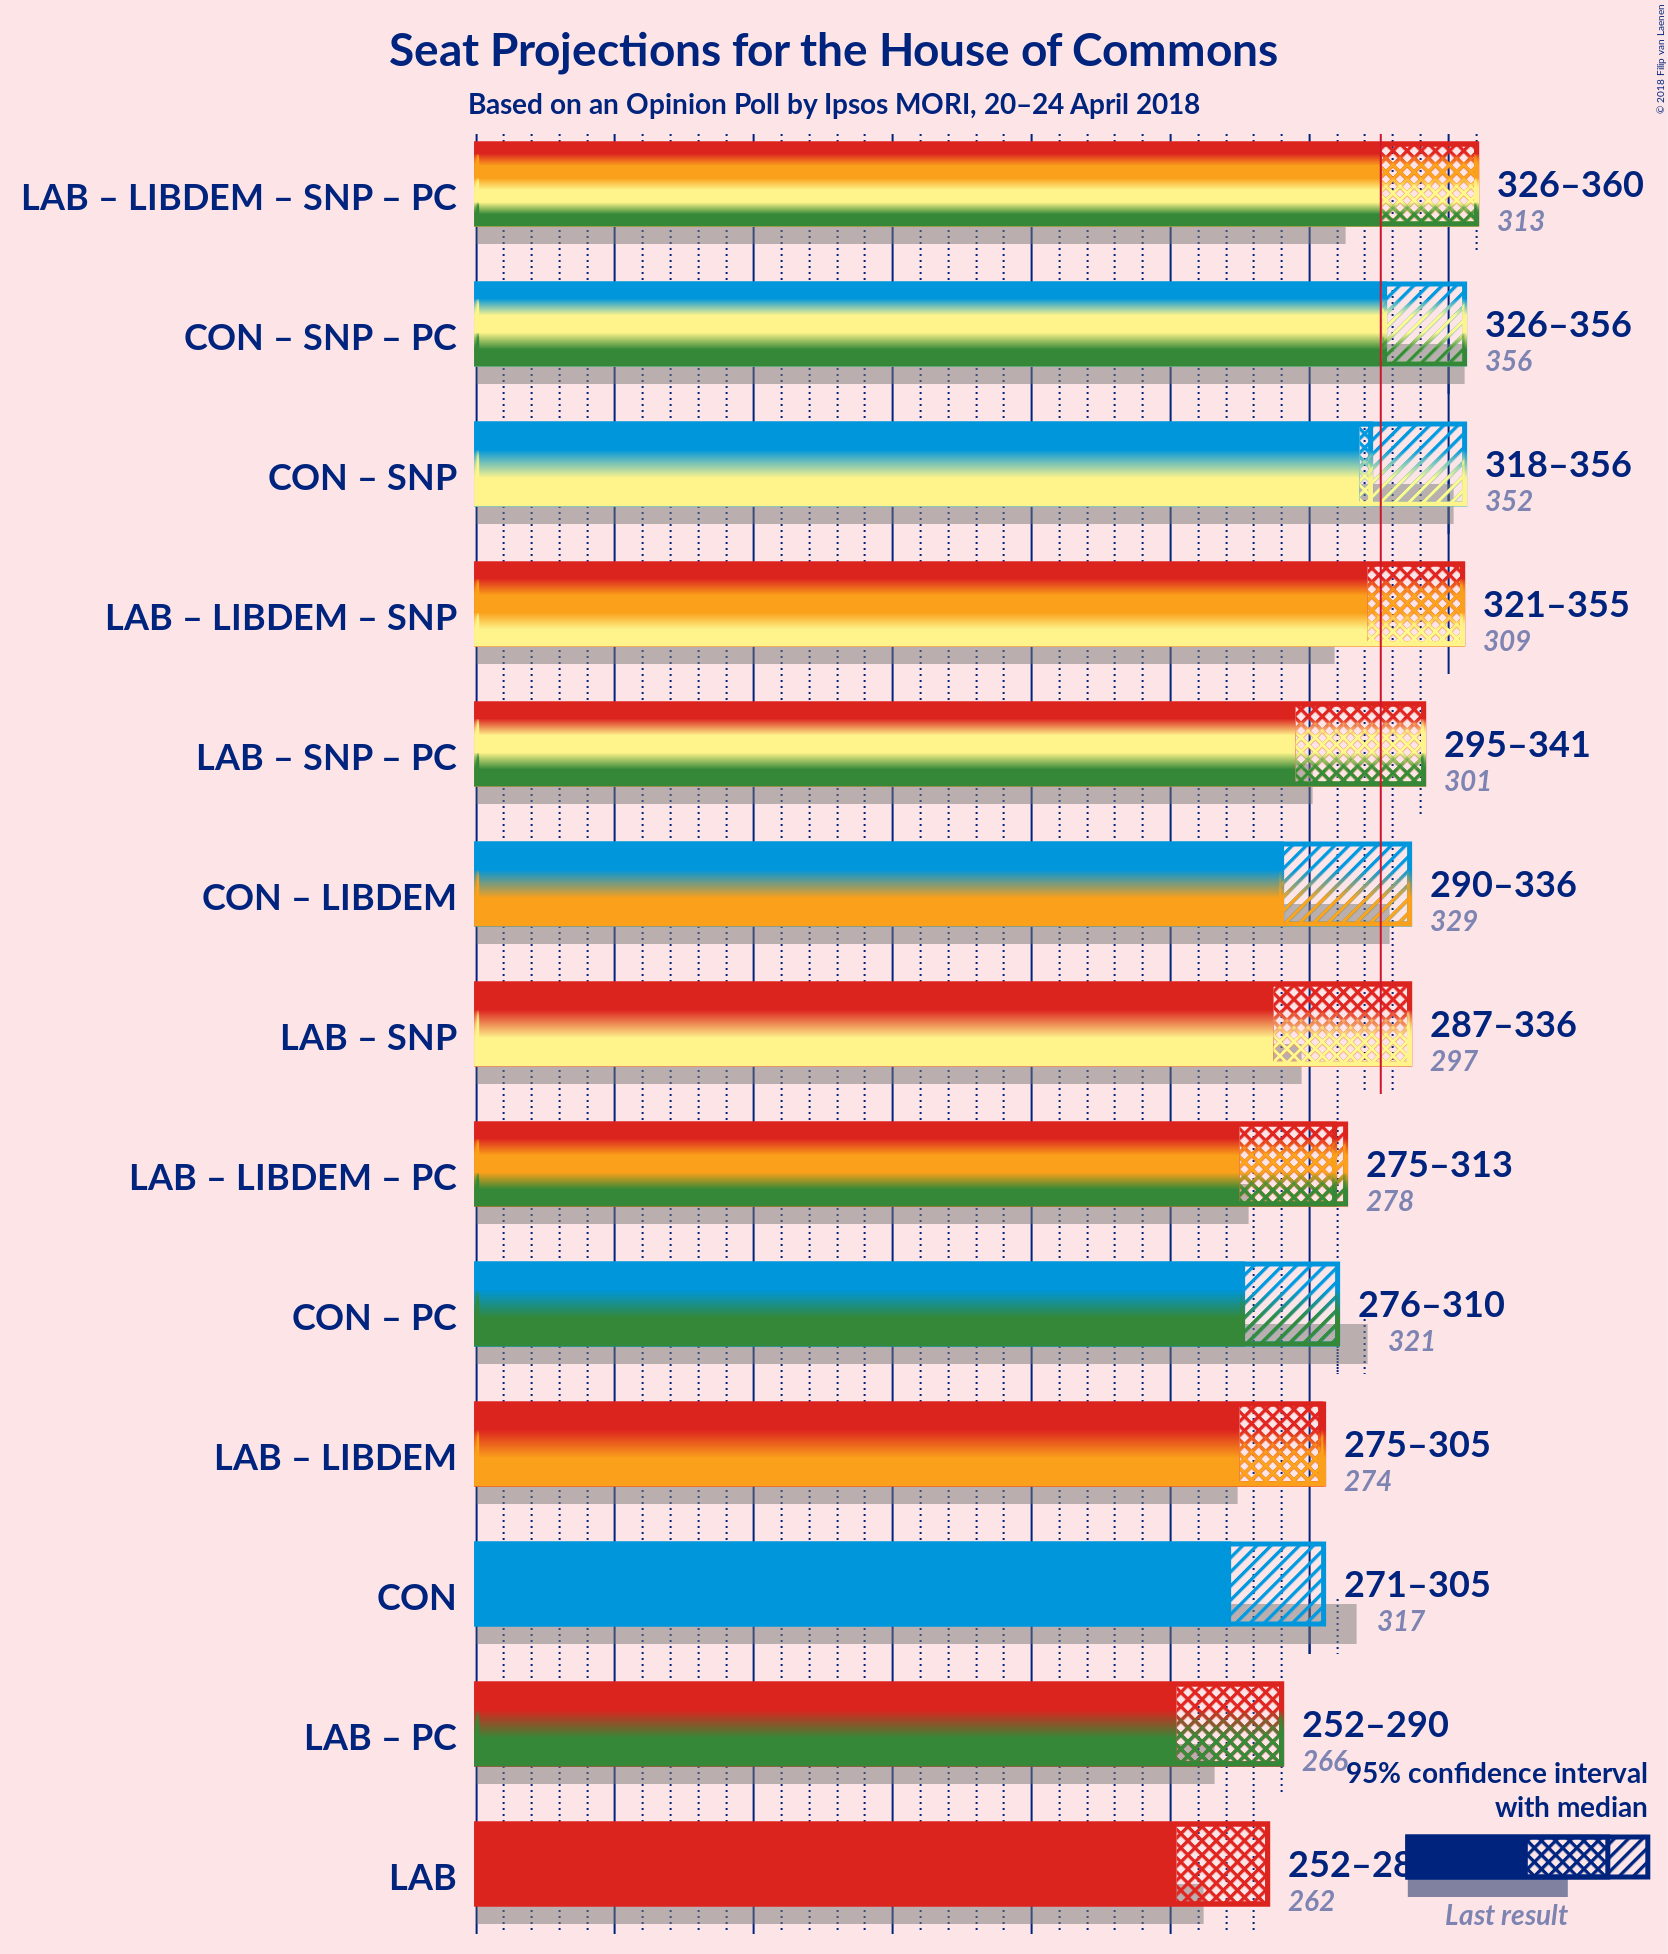 Seat Projections for the House of Commons
Based on an Opinion Poll by Ipsos MORI, 20–24 April 2018
© 2018 Filip van Laenen
LAB – LIBDEM – SNP – PC
326–360
313
CON – SNP – PC
326–356
356
CON – SNP
318–356
352
LAB – LIBDEM – SNP
321–355
309
LAB – SNP – PC
295–341
301
CON – LIBDEM
290–336
329
LAB – SNP
287–336
297
LAB – LIBDEM – PC
275–313
278
CON – PC
276–310
321
LAB – LIBDEM
275–305
274
CON
271–305
317
LAB – PC
252–290
266
LAB
262
95% confidence interval
with median
Last result